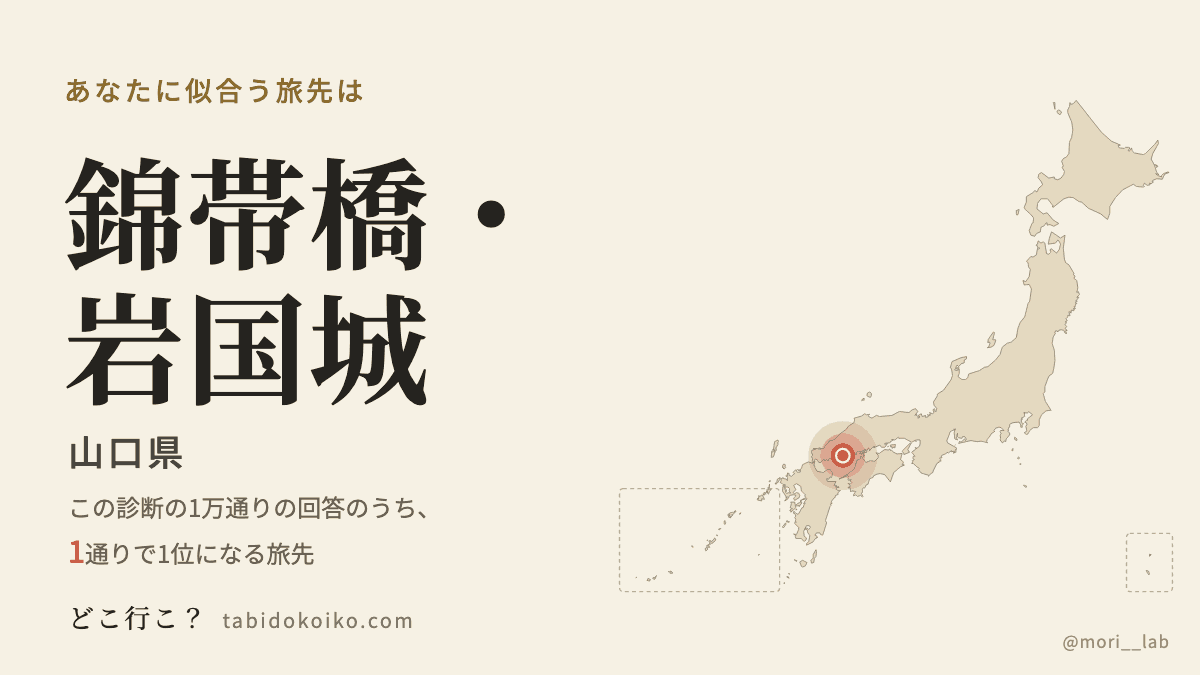 あなたに似合う旅先は
錦帯橋・
岩国城
山口県
この診断の1万通りの回答のうち、
1通りで1位になる旅先
どこ行こ？ tabidokoiko.com
@mori__lab